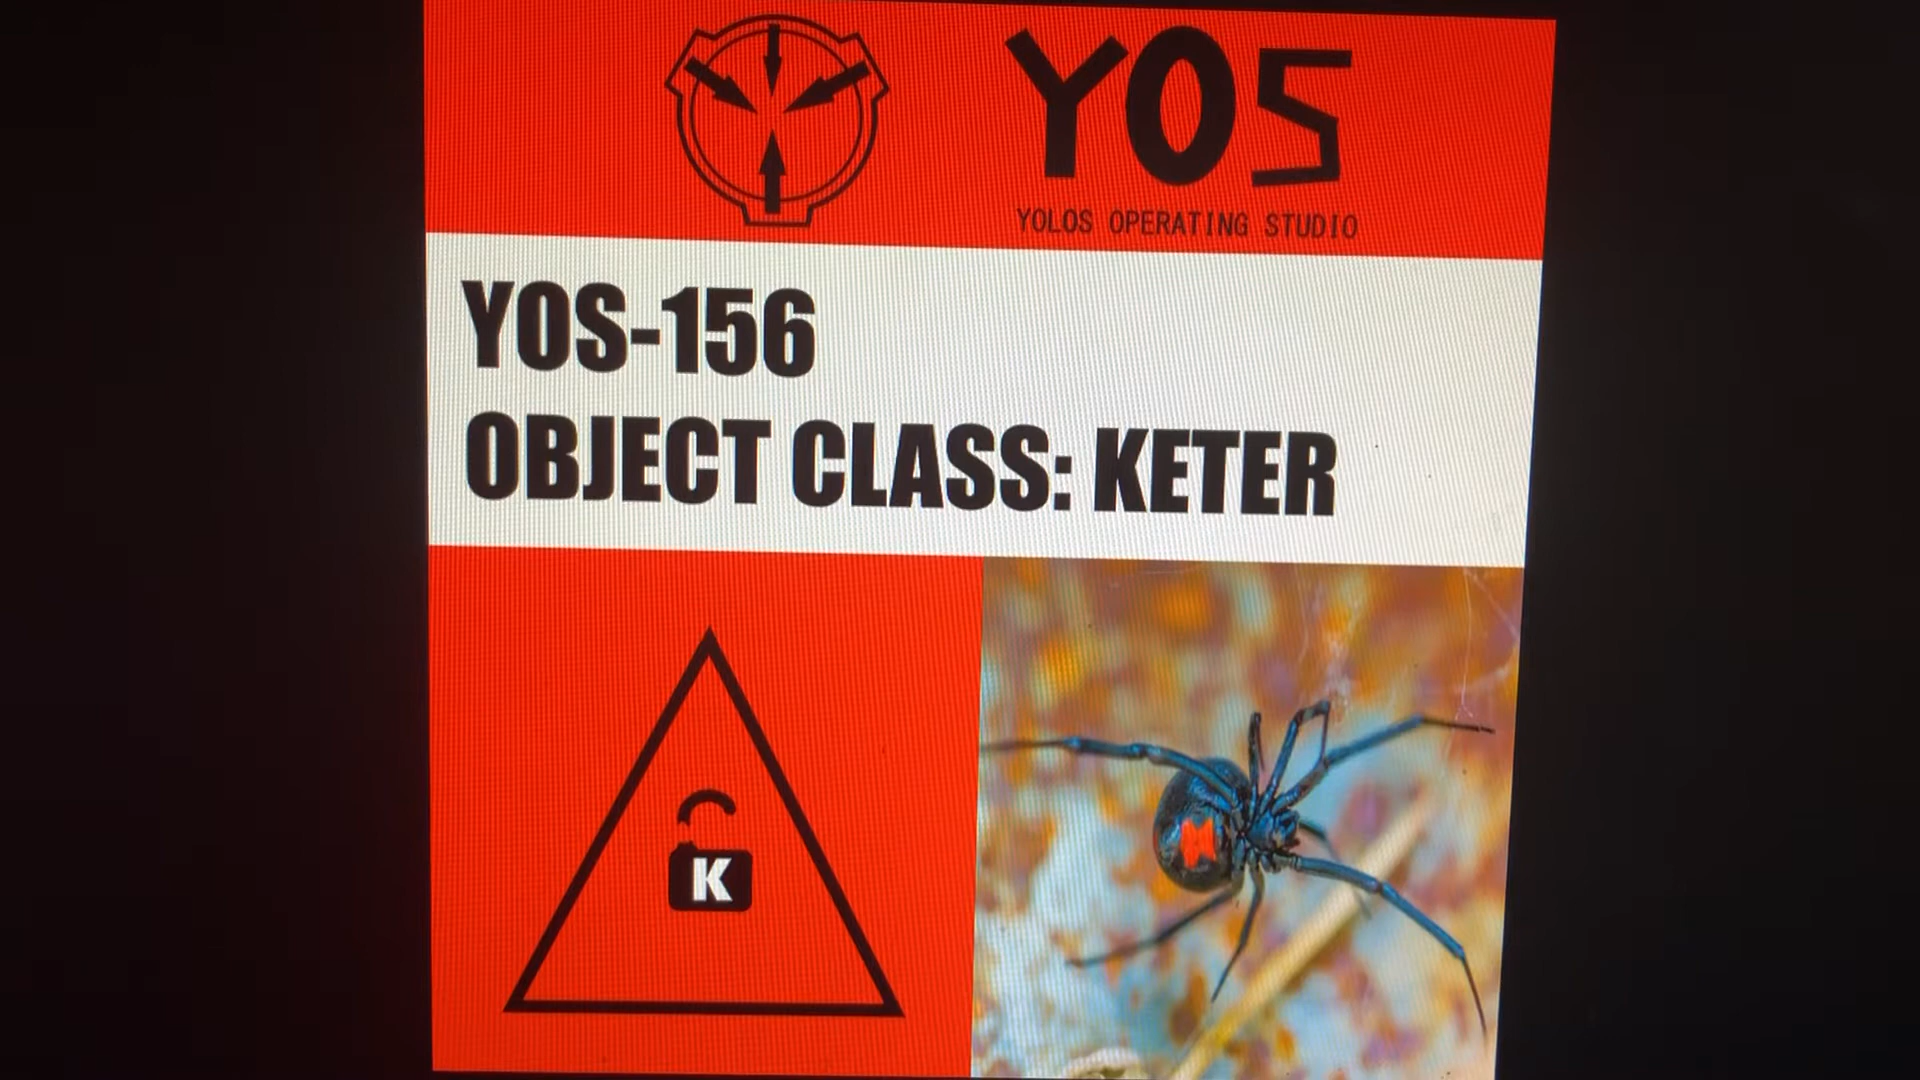 YOS
YOLOS OPERATING STUDIO
YOS-156
OBJECT CLASS: KETER
K